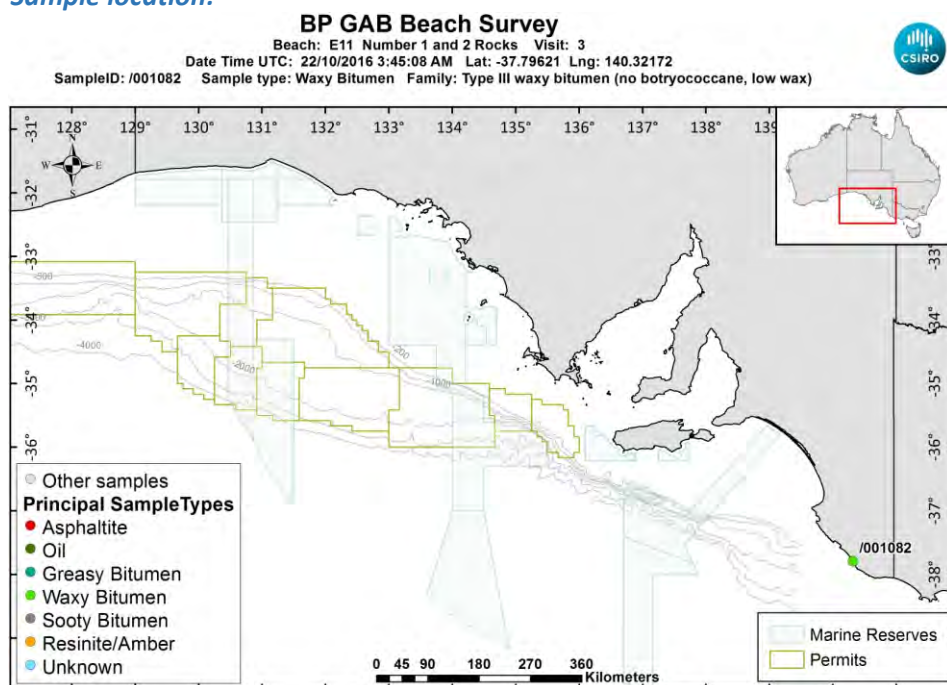 Sample location:
BP GAB Beach Survey
Beach: E11 Number 1 and 2 Rocks Visit: 3
Date Time UTC: 22/10/2016 3:45:08 AM Lat: -37.79621 Lng: 140.32172
SampleID: /001082 Sample type: Waxy Bitumen Family: Type III waxy bitumen (no botryococcane, low wax)
CSIRO
128° 129° 130° 131° 132° 133° 134° 135° 136° 137° 138° 139
-31° -31°
N
W E
S
-32°
-33°
-34° -34°
-35° -35°
-36° -36°
-37° -37°
-38° -38°
-4000
-2000
-200
-1000
/001082
Other samples
Principal SampleTypes
Asphaltite
Oil
Greasy Bitumen
Waxy Bitumen
Sooty Bitumen
Resinite/Amber
Unknown
0 45 90 180 270 360
Kilometers
Marine Reserves
Permits